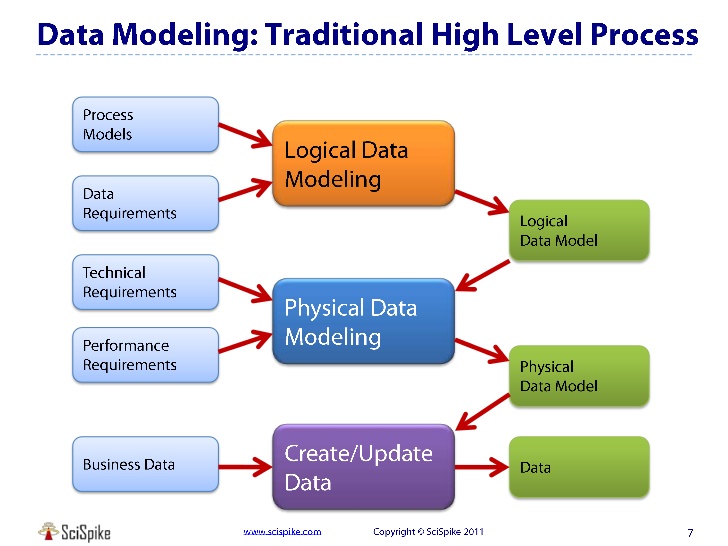 Data Modeling: Traditional High Level Process
Process
Models
Data
Requirements
Logical Data
Modeling
Logical
Data Model
Technical
Requirements
Performance
Requirements
Physical Data
Modeling
Physical
Data Model
Business Data
Create/Update
Data
Data
SciSpike
www.scispike.com
Copyright © SciSpike 2011
7